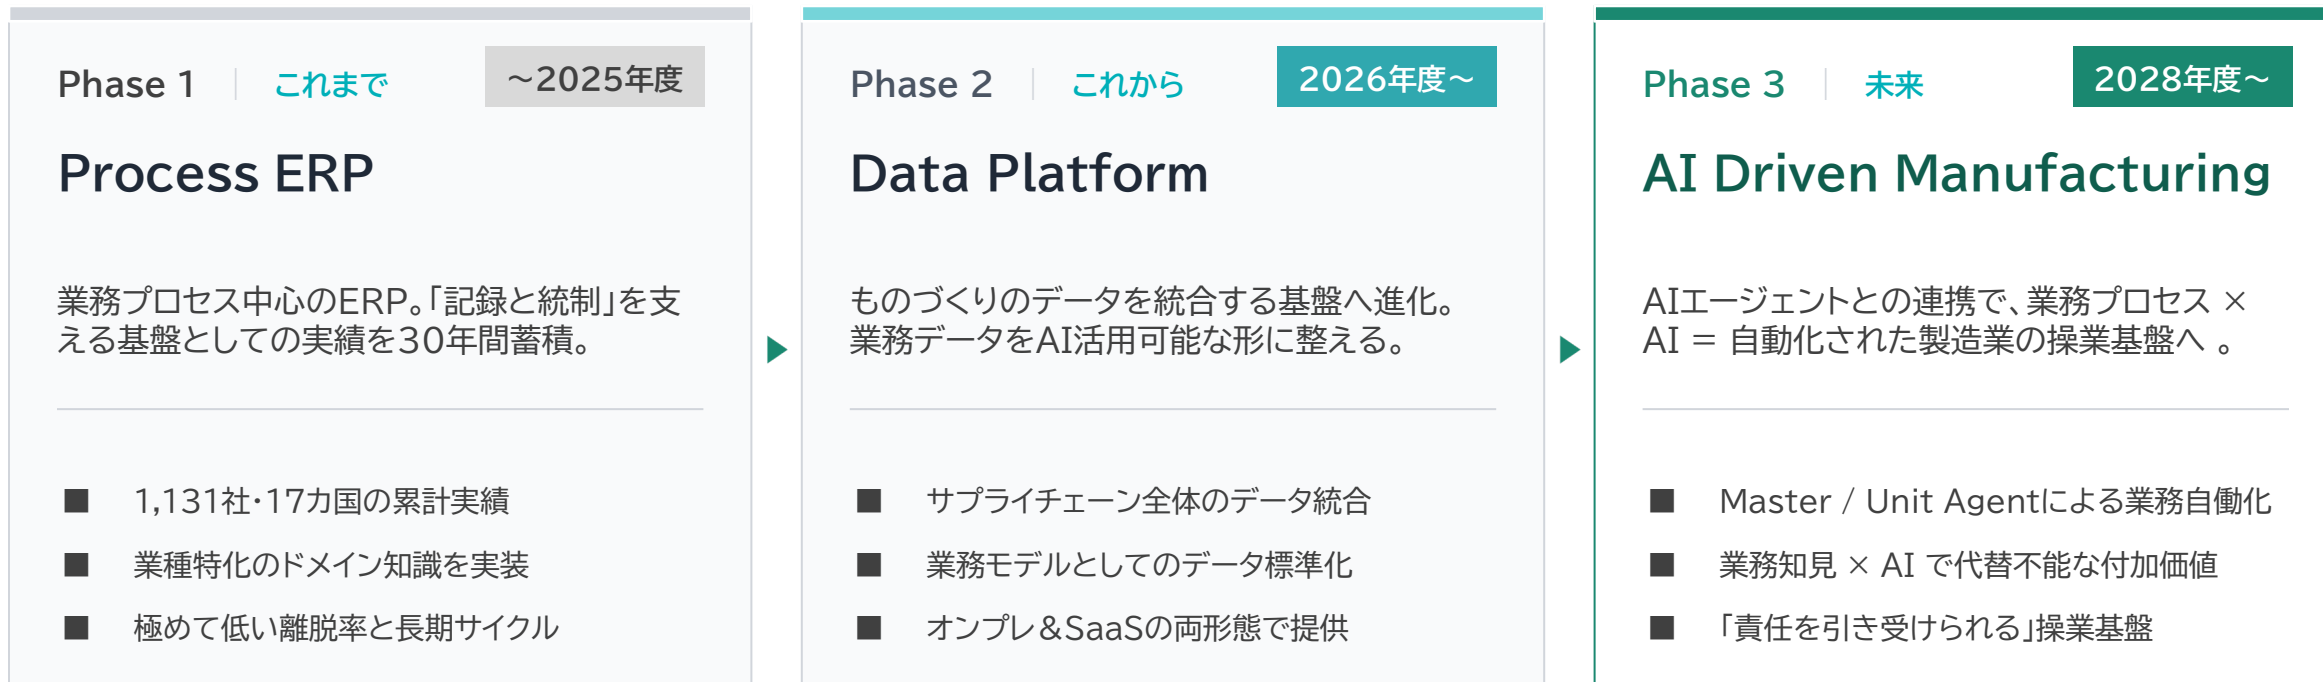 Phase 1
これまで
～2025年度
Process ERP
業務プロセス中心のERP。「記録と統制」を支
える基盤としての実績を30年間蓄積。
■ 1,131社・17カ国の累計実績
■ 業種特化のドメイン知識を実装
■ 極めて低い離脱率と長期サイクル
Phase 2
これから
2026年度～
Data Platform
ものづくりのデータを統合する基盤へ進化。
業務データをAI活用可能な形に整える。
■ サプライチェーン全体のデータ統合
■ 業務モデルとしてのデータ標準化
■ オンプレ＆SaaSの両形態で提供
Phase 3
未来
2028年度～
AI Driven Manufacturing
AIエージェントとの連携で、業務プロセス ×
AI ＝ 自動化された製造業の操業基盤へ 。
■ Master / Unit Agentによる業務自働化
■ 業務知見 × AI で代替不能な付加価値
■ 「責任を引き受けられる」操業基盤